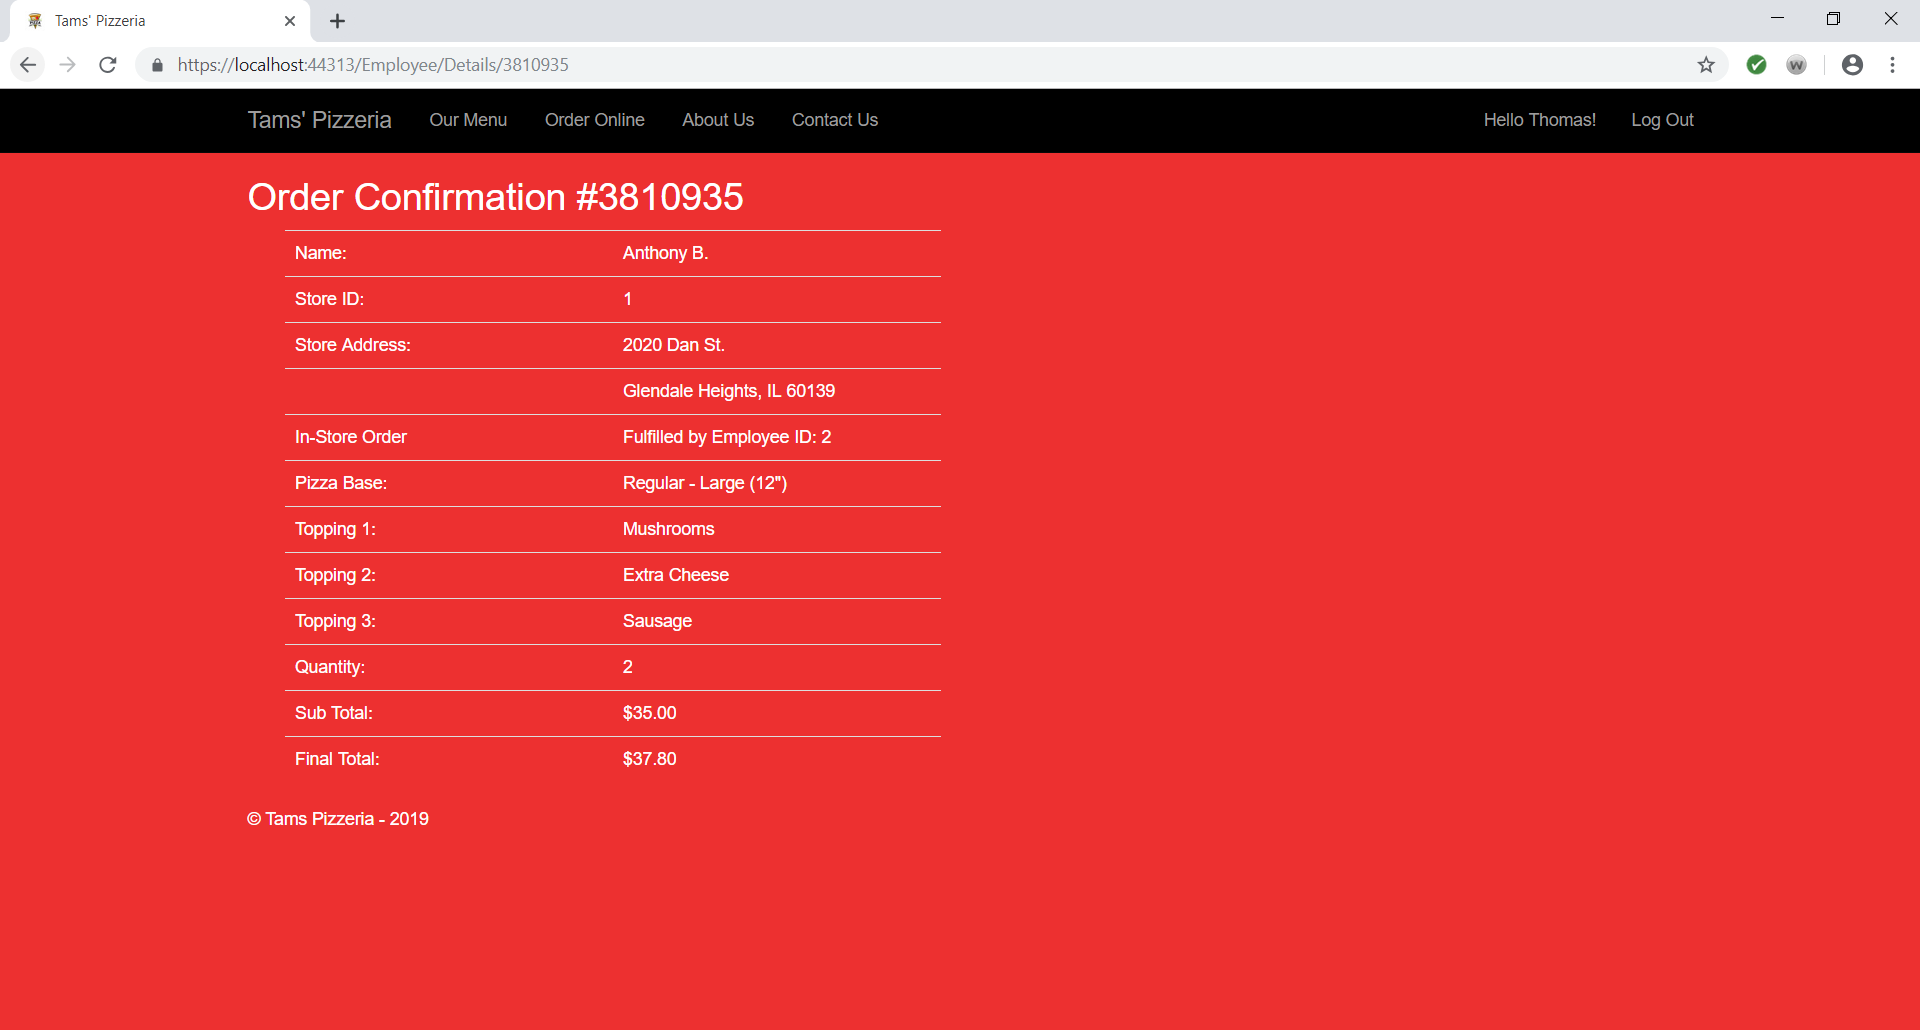 Tams' Pizzeria
https://localhost:44313/Employee/Details/3810935
W
Tams' Pizzeria Our Menu Order Online About Us Contact Us Hello Thomas! Log Out
Order Confirmation #3810935
Name: Anthony B.
Store ID: 1
Store Address: 2020 Dan St.
Glendale Heights, IL 60139
In-Store Order Fulfilled by Employee ID: 2
Pizza Base: Regular - Large (12")
Topping 1: Mushrooms
Topping 2: Extra Cheese
Topping 3: Sausage
Quantity: 2
Sub Total: $35.00
Final Total: $37.80
© Tams Pizzeria - 2019